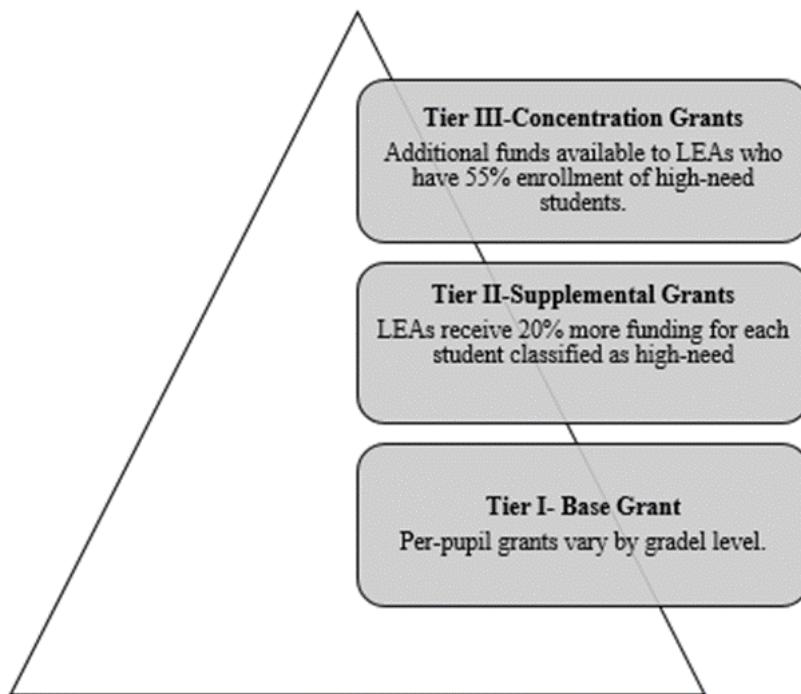 Tier III-Concentration Grants
Additional funds available to LEAs who
have 55% enrollment of high-need
students.
Tier II-Supplemental Grants
LEAs receive 20% more funding for each
student classified as high-need
Tier I- Base Grant
Per-pupil grants vary by gradel level.